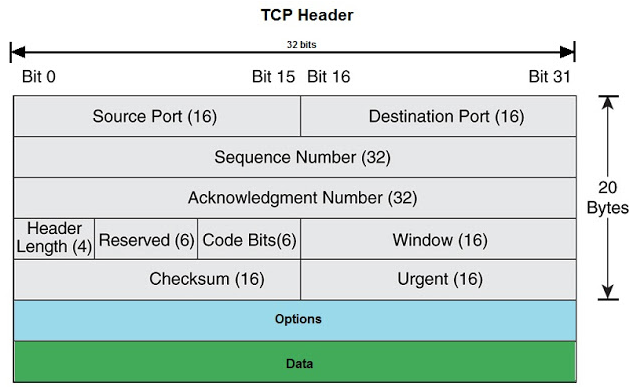 TCP Header
32 bits
Bit 0 Bit 15 Bit 16 Bit 31
Source Port (16) Destination Port (16)
Sequence Number (32)
20
Bytes
Acknowledgment Number (32)
Header
Length (4) Reserved (6) Code Bits(6) Window (16)
Checksum (16) Urgent (16)
Options
Data